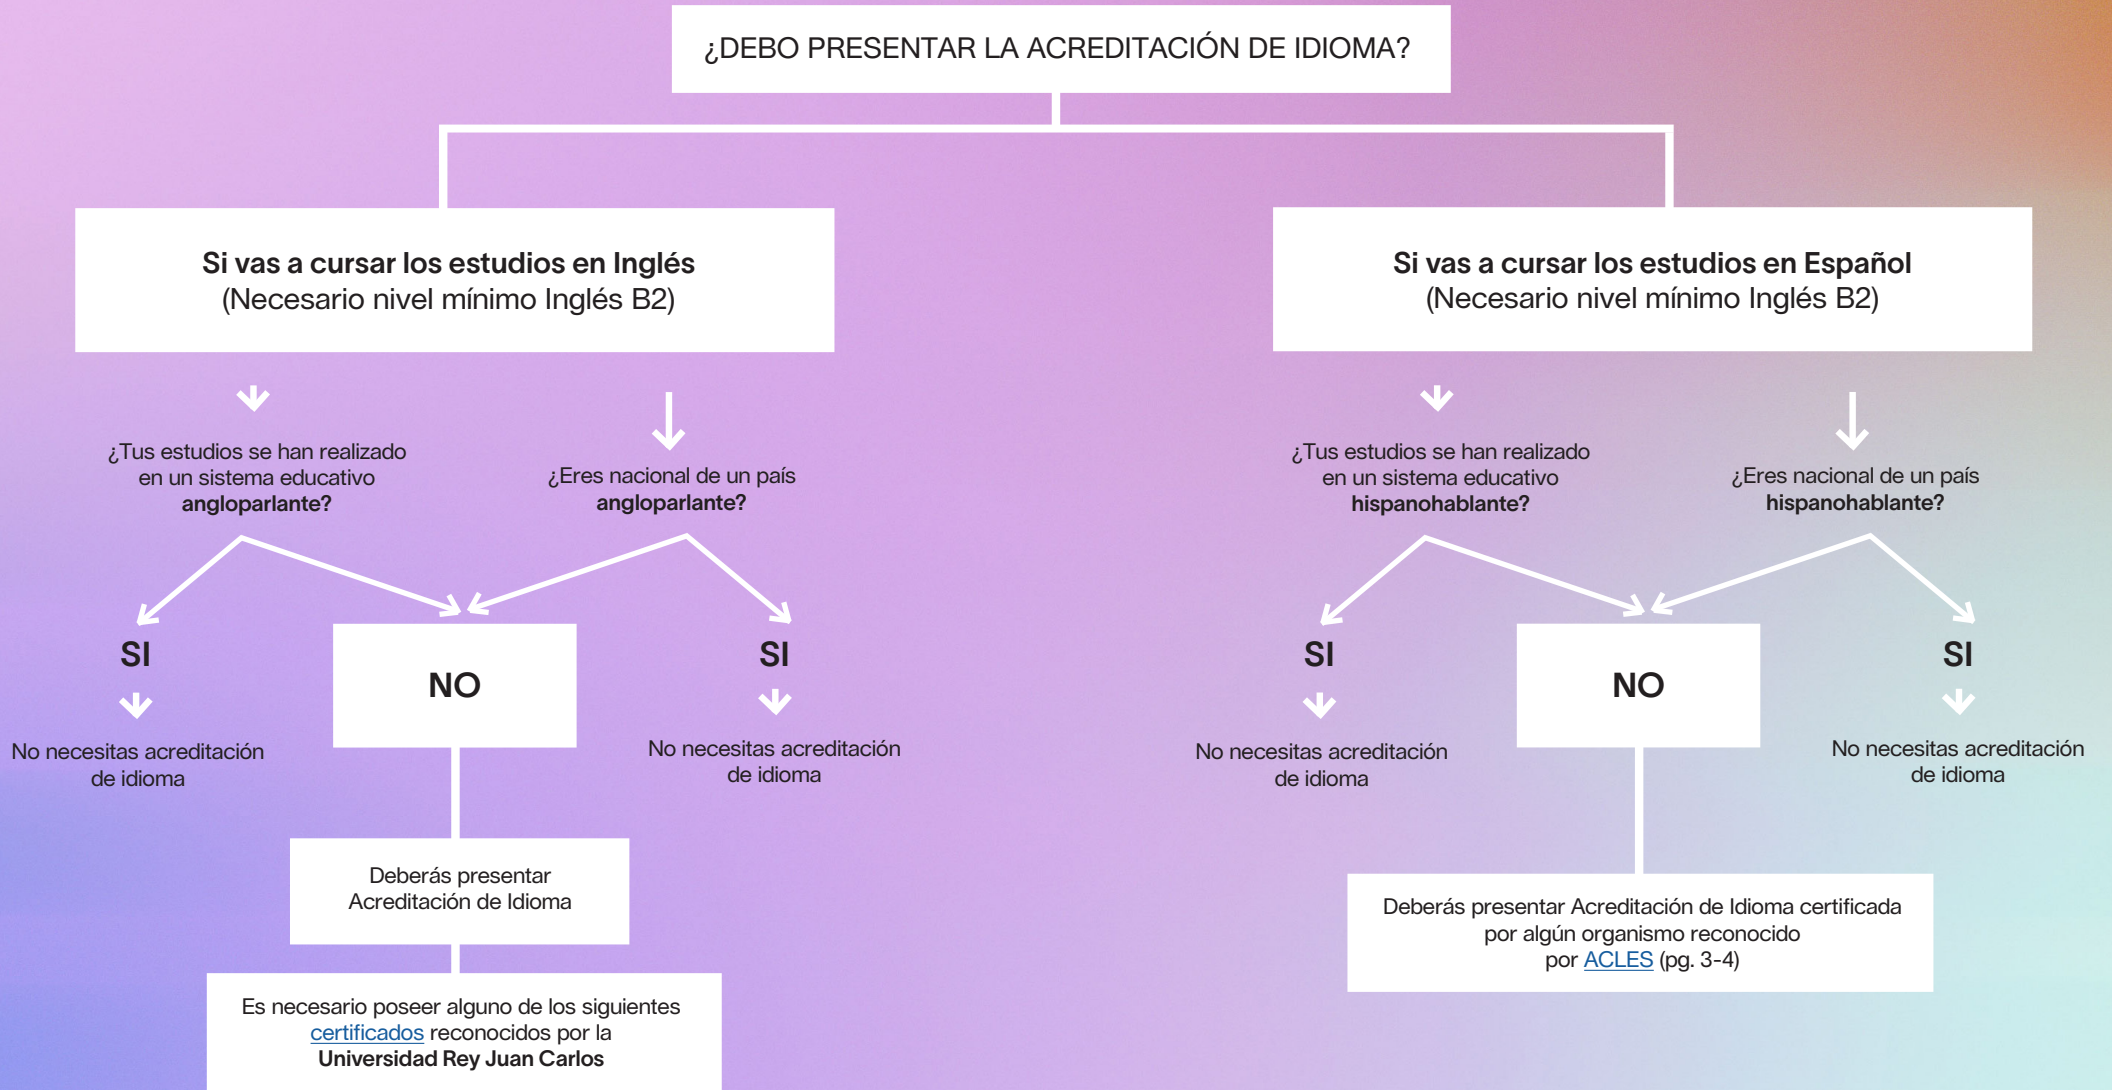 ¿DEBO PRESENTAR LA ACREDITACIÓN DE IDIOMA?
Si vas a cursar los estudios en Inglés
(Necesario nivel mínimo Inglés B2)
¿Tus estudios se han realizado
en un sistema educativo
angloparlante?
¿Eres nacional de un país
angloparlante?
SI
NO
SI
No necesitas acreditación
de idioma
No necesitas acreditación
de idioma
Deberás presentar
Acreditación de Idioma
Es necesario poseer alguno de los siguientes
certificados reconocidos por la
Universidad Rey Juan Carlos
Si vas a cursar los estudios en Español
(Necesario nivel mínimo Inglés B2)
¿Tus estudios se han realizado
en un sistema educativo
hispanohablante?
¿Eres nacional de un país
hispanohablante?
SI
NO
SI
No necesitas acreditación
de idioma
No necesitas acreditación
de idioma
Deberás presentar Acreditación de Idioma certificada
por algún organismo reconocido
por ACLES (pg. 3-4)